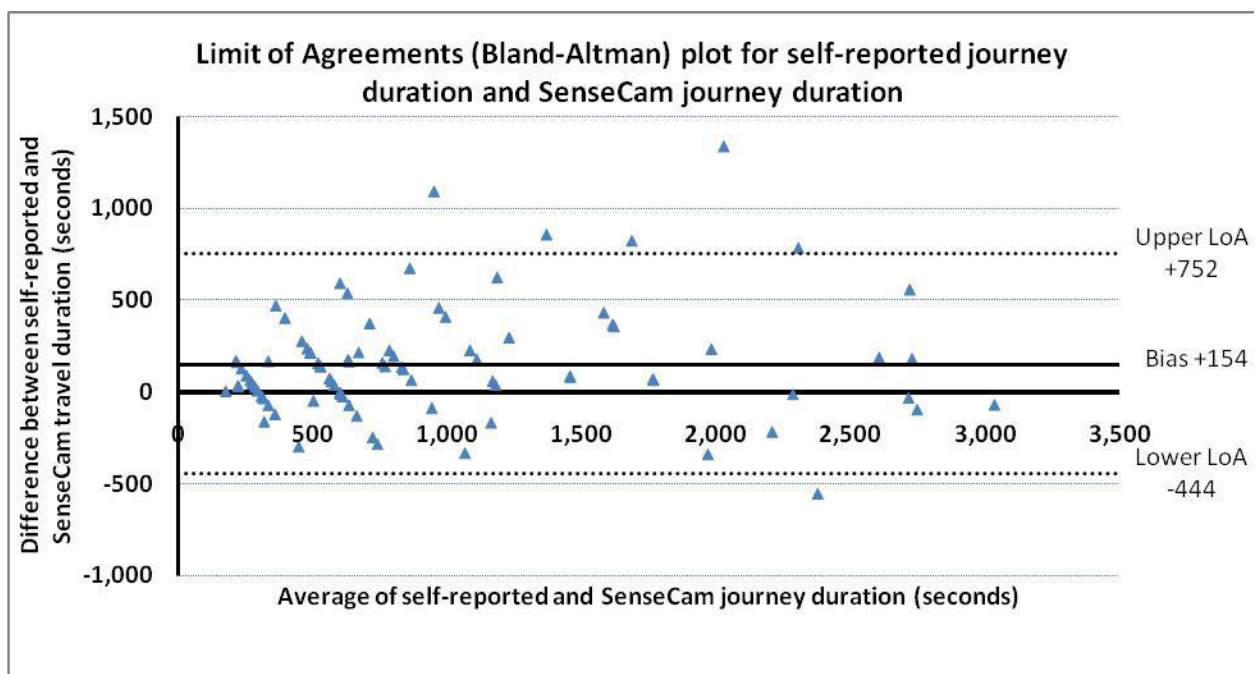 Limit of Agreements (Bland-Altman) plot for self-reported journey
duration and SenseCam journey duration
Difference between self-reported and
SenseCam travel duration (seconds)
1,500
1,000
500
0
-500
-1,000
0
500
1,000
1,500
2,000
2,500
3,000
3,500
Upper LoA
+752
Bias +154
Lower LoA
-444
Average of self-reported and SenseCam journey duration (seconds)